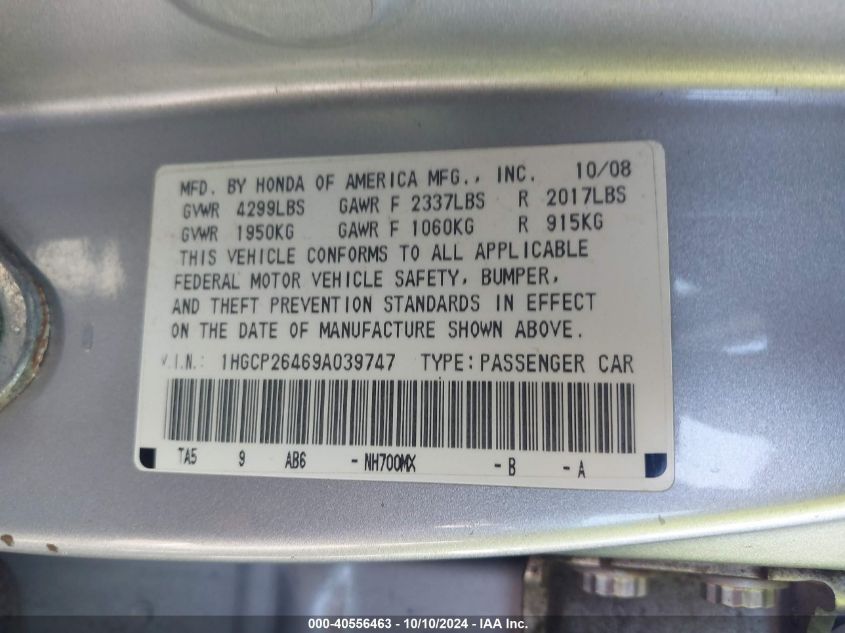 MFD. BY HONDA OF AMERICA MFG., INC. 10/08
GVWR 4299LBS GAWR F 2337LBS R 2017LBS
GVWR 1950KG GAWR F 1060KG R 915KG
THIS VEHICLE CONFORMS TO ALL APPLICABLE
FEDERAL MOTOR VEHICLE SAFETY, BUMPER,
AND THEFT PREVENTION STANDARDS IN EFFECT
ON THE DATE OF MANUFACTURE SHOWN ABOVE.
V.I.N.: 1HGCP26469A039747 TYPE: PASSENGER CAR
TA5 9 AB6 - NH700MX - B - A
000-40556463 - 10/10/2024 - IAA Inc.